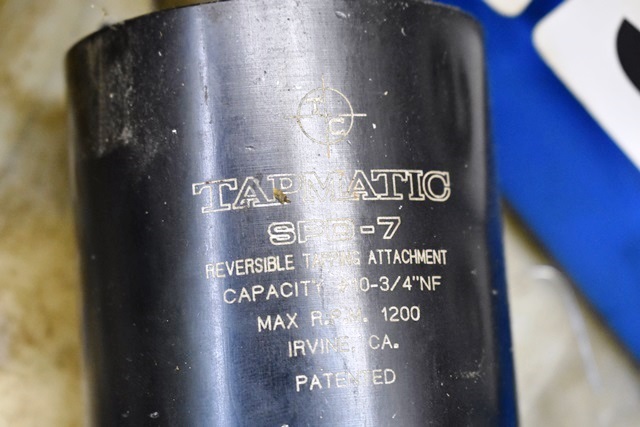 TAPMATIC
SPD-7
REVERSIBLE TAPPING ATTACHMENT
CAPACITY #10-3/4"NF
MAX R.P.M. 1200
IRVINE, CA.
PATENTED